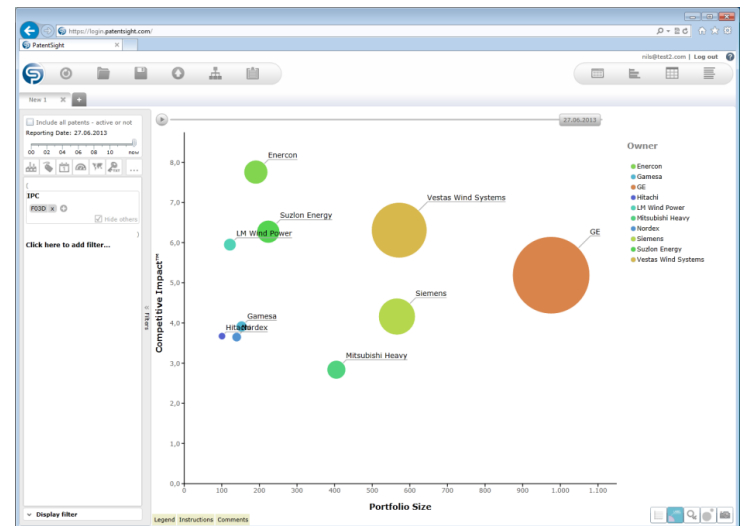 https://login.patentsight.com/
PatentSight
nils@test2.com | Log out
New 1
Include all patents - active or not
Reporting Date: 27.06.2013
00 02 04 06 08 10 now
(
IPC
F03D x
Hide others
)
Click here to add filter...
Filters
Display filter
27.06.2013
Competitive Impact™
8,0
7,0
6,0
5,0
4,0
3,0
2,0
1,0
0,0
Enercon
Vestas Wind Systems
Suzlon Energy
LM Wind Power
GE
Siemens
Gamesa
Hitachi
Nordex
Mitsubishi Heavy
0 100 200 300 400 500 600 700 800 900 1.000 1.100
Portfolio Size
Owner
Enercon
Gamesa
GE
Hitachi
LM Wind Power
Mitsubishi Heavy
Nordex
Siemens
Suzlon Energy
Vestas Wind Systems
Legend Instructions Comments